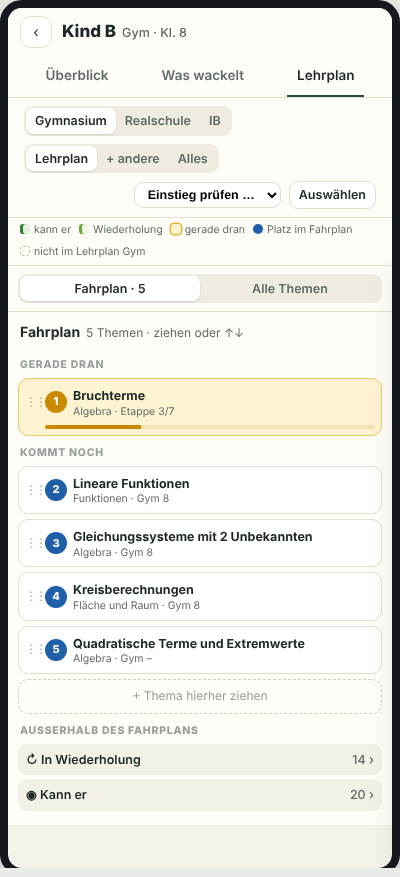 ‹ Kind B Gym · Kl. 8
Überblick Was wackelt Lehrplan
Gymnasium Realschule IB
Lehrplan + andere Alles
Einstieg prüfen ... Auswählen
kann er Wiederholung gerade dran Platz im Fahrplan
nicht im Lehrplan Gym
Fahrplan · 5 Alle Themen
Fahrplan 5 Themen · ziehen oder ↑↓
GERADE DRAN
1 Bruchterme
Algebra · Etappe 3/7
KOMMT NOCH
2 Lineare Funktionen
Funktionen · Gym 8
3 Gleichungssysteme mit 2 Unbekannten
Algebra · Gym 8
4 Kreisberechnungen
Fläche und Raum · Gym 8
5 Quadratische Terme und Extremwerte
Algebra · Gym –
+ Thema hierher ziehen
AUSSERHALB DES FAHRPLANS
↻ In Wiederholung 14 ›
◉ Kann er 20 ›